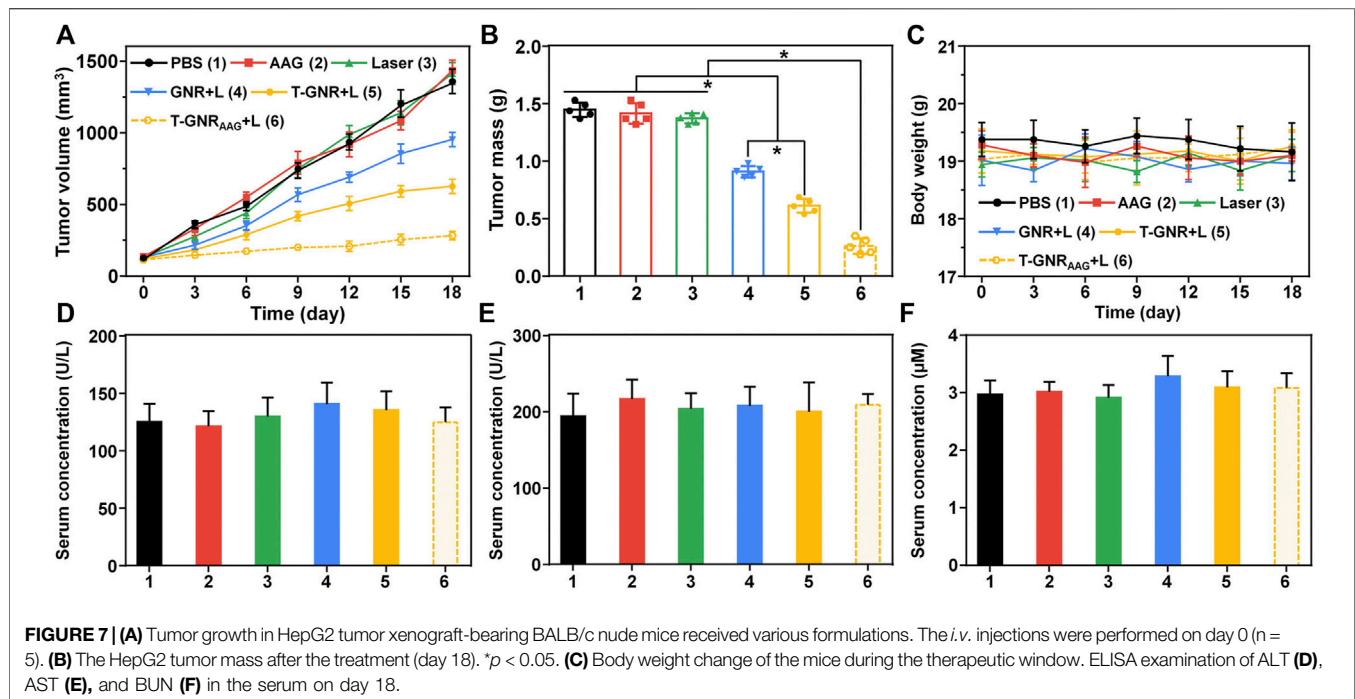 A
Tumor volume (mm³)
1500
1000
500
0
PBS (1) AAG (2) Laser (3)
GNR+L (4) T-GNR+L (5)
T-GNRAAG+L (6)
0 3 6 9 12 15 18
Time (day)
B
Tumor mass (g)
2.0
1.5
1.0
0.5
0.0
*
*
*
1 2 3 4 5 6
C
Body weight (g)
21
20
19
18
17
PBS (1) AAG (2) Laser (3)
GNR+L (4) T-GNR+L (5)
T-GNRAAG+L (6)
0 3 6 9 12 15 18
Time (day)
D
Serum concentration (U/L)
200
150
100
50
0
1 2 3 4 5 6
E
Serum concentration (U/L)
300
200
100
0
1 2 3 4 5 6
F
Serum concentration (µM)
4
3
2
1
0
1 2 3 4 5 6
FIGURE 7 | (A) Tumor growth in HepG2 tumor xenograft-bearing BALB/c nude mice received various formulations. The i.v. injections were performed on day 0 (n =
5). (B) The HepG2 tumor mass after the treatment (day 18). *p < 0.05. (C) Body weight change of the mice during the therapeutic window. ELISA examination of ALT (D),
AST (E), and BUN (F) in the serum on day 18.